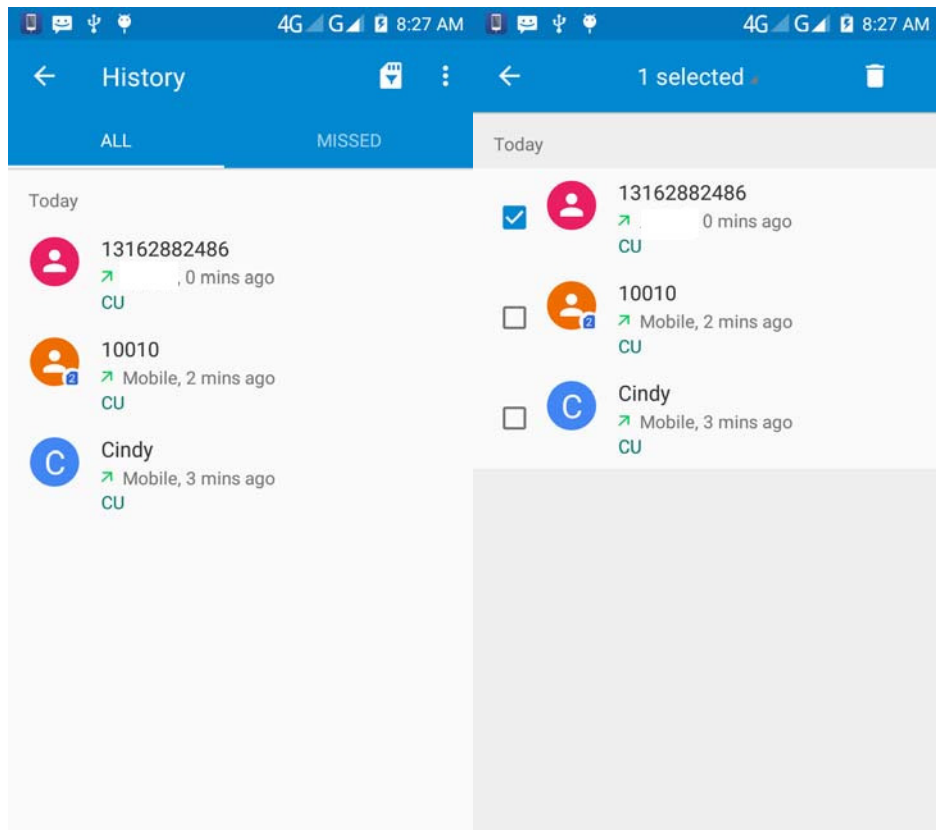 4G G 8:27 AM
History
ALL MISSED
Today
13162882486
, 0 mins ago
CU
2
10010
Mobile, 2 mins ago
CU
C
Cindy
Mobile, 3 mins ago
CU
4G G 8:27 AM
1 selected
Today
13162882486
0 mins ago
CU
2
10010
Mobile, 2 mins ago
CU
C
Cindy
Mobile, 3 mins ago
CU